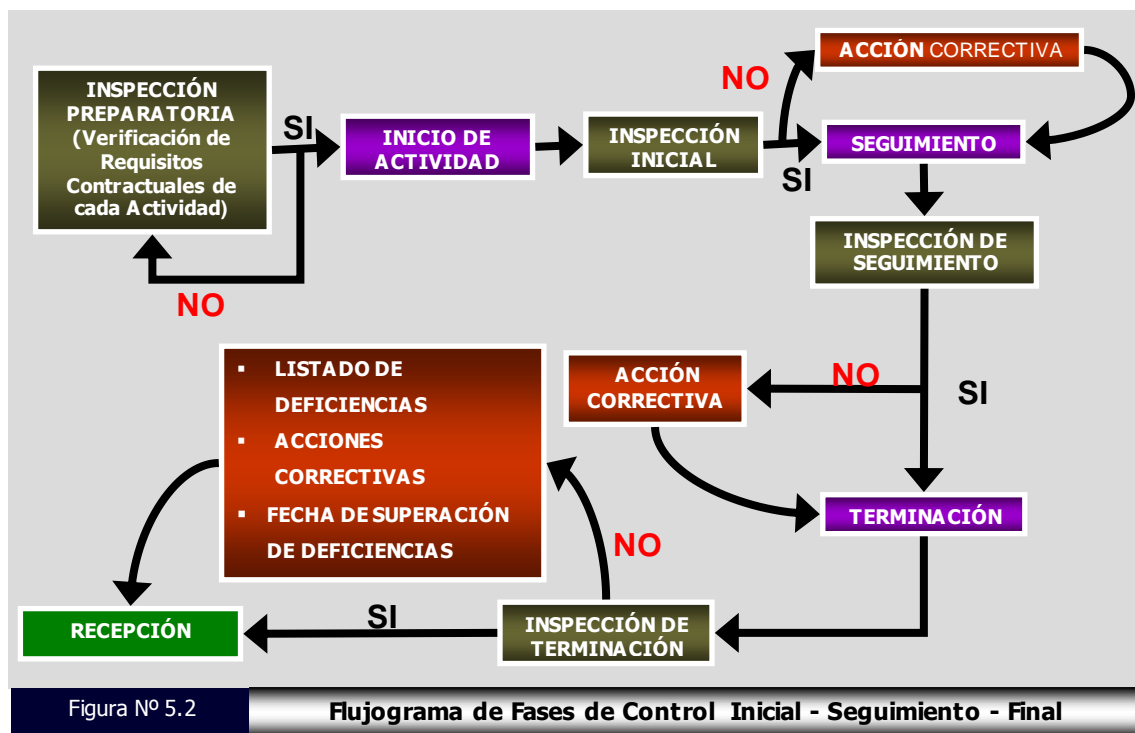 INSPECCIÓN
PREPARATORIA
(Verificación de
Requisitos
Contractuales de
cada Actividad)
SI
NO
INICIO DE
ACTIVIDAD
INSPECCIÓN
INICIAL
NO
SI
ACCIÓN CORRECTIVA
SEGUIMIENTO
INSPECCIÓN DE
SEGUIMIENTO
NO
SI
ACCIÓN
CORRECTIVA
TERMINACIÓN
INSPECCIÓN DE
TERMINACIÓN
NO
SI
▪ LISTADO DE
DEFICIENCIAS
▪ ACCIONES
CORRECTIVAS
▪ FECHA DE SUPERACIÓN
DE DEFICIENCIAS
RECEPCIÓN
Figura Nº 5.2
Flujograma de Fases de Control Inicial - Seguimiento - Final